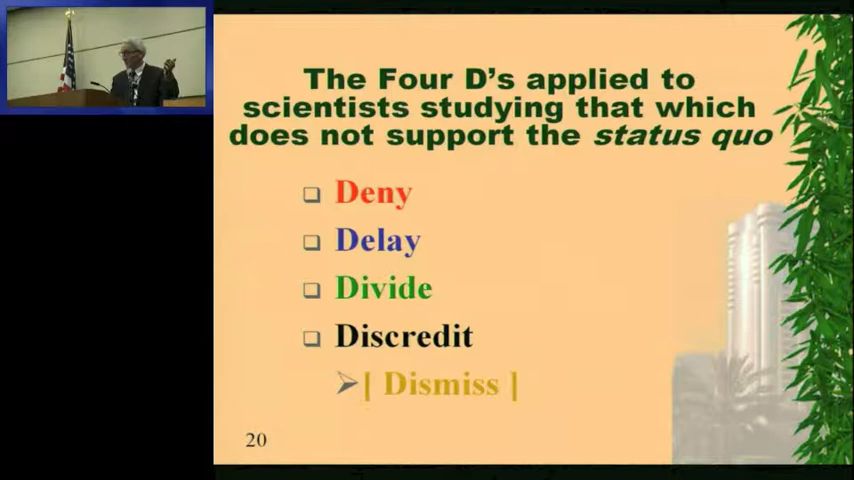 The Four D's applied to
scientists studying that which
does not support the status quo
Deny
Delay
Divide
Discredit
[ Dismiss ]
20